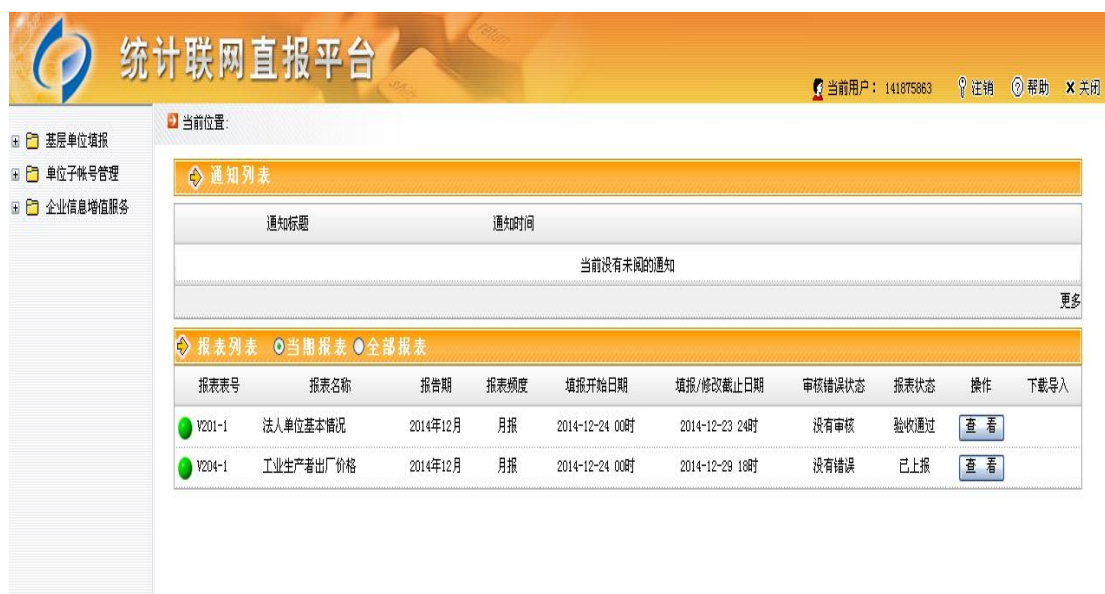 统计联网直报平台
当前用户： 141875863 注销 帮助 关闭
当前位置:
基层单位填报
单位子帐号管理
企业信息增值服务
通知列表
通知标题 通知时间
当前没有未阅的通知
更多
报表列表 当期报表 全部报表
报表表号 报表名称 报告期 报表频度 填报开始日期 填报/修改截止日期 审核错误状态 报表状态 操作 下载导入
V201-1 法人单位基本情况 2014年12月 月报 2014-12-24 00时 2014-12-23 24时 没有审核 验收通过 查 看
V204-1 工业生产者出厂价格 2014年12月 月报 2014-12-24 00时 2014-12-29 18时 没有错误 已上报 查 看